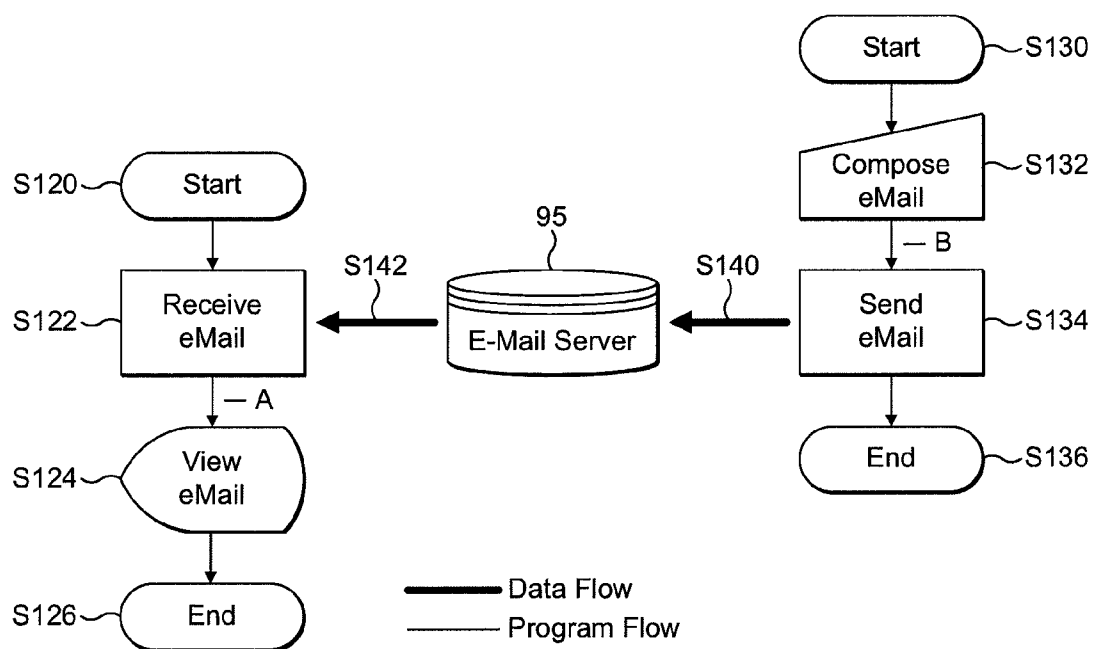 Start
S130
Compose
eMail
S132
S120
Start
— B
95
S142
S140
Receive
eMail
S122
E-Mail Server
Send
eMail
S134
— A
View
eMail
S124
End
S136
S126
End
Data Flow
Program Flow